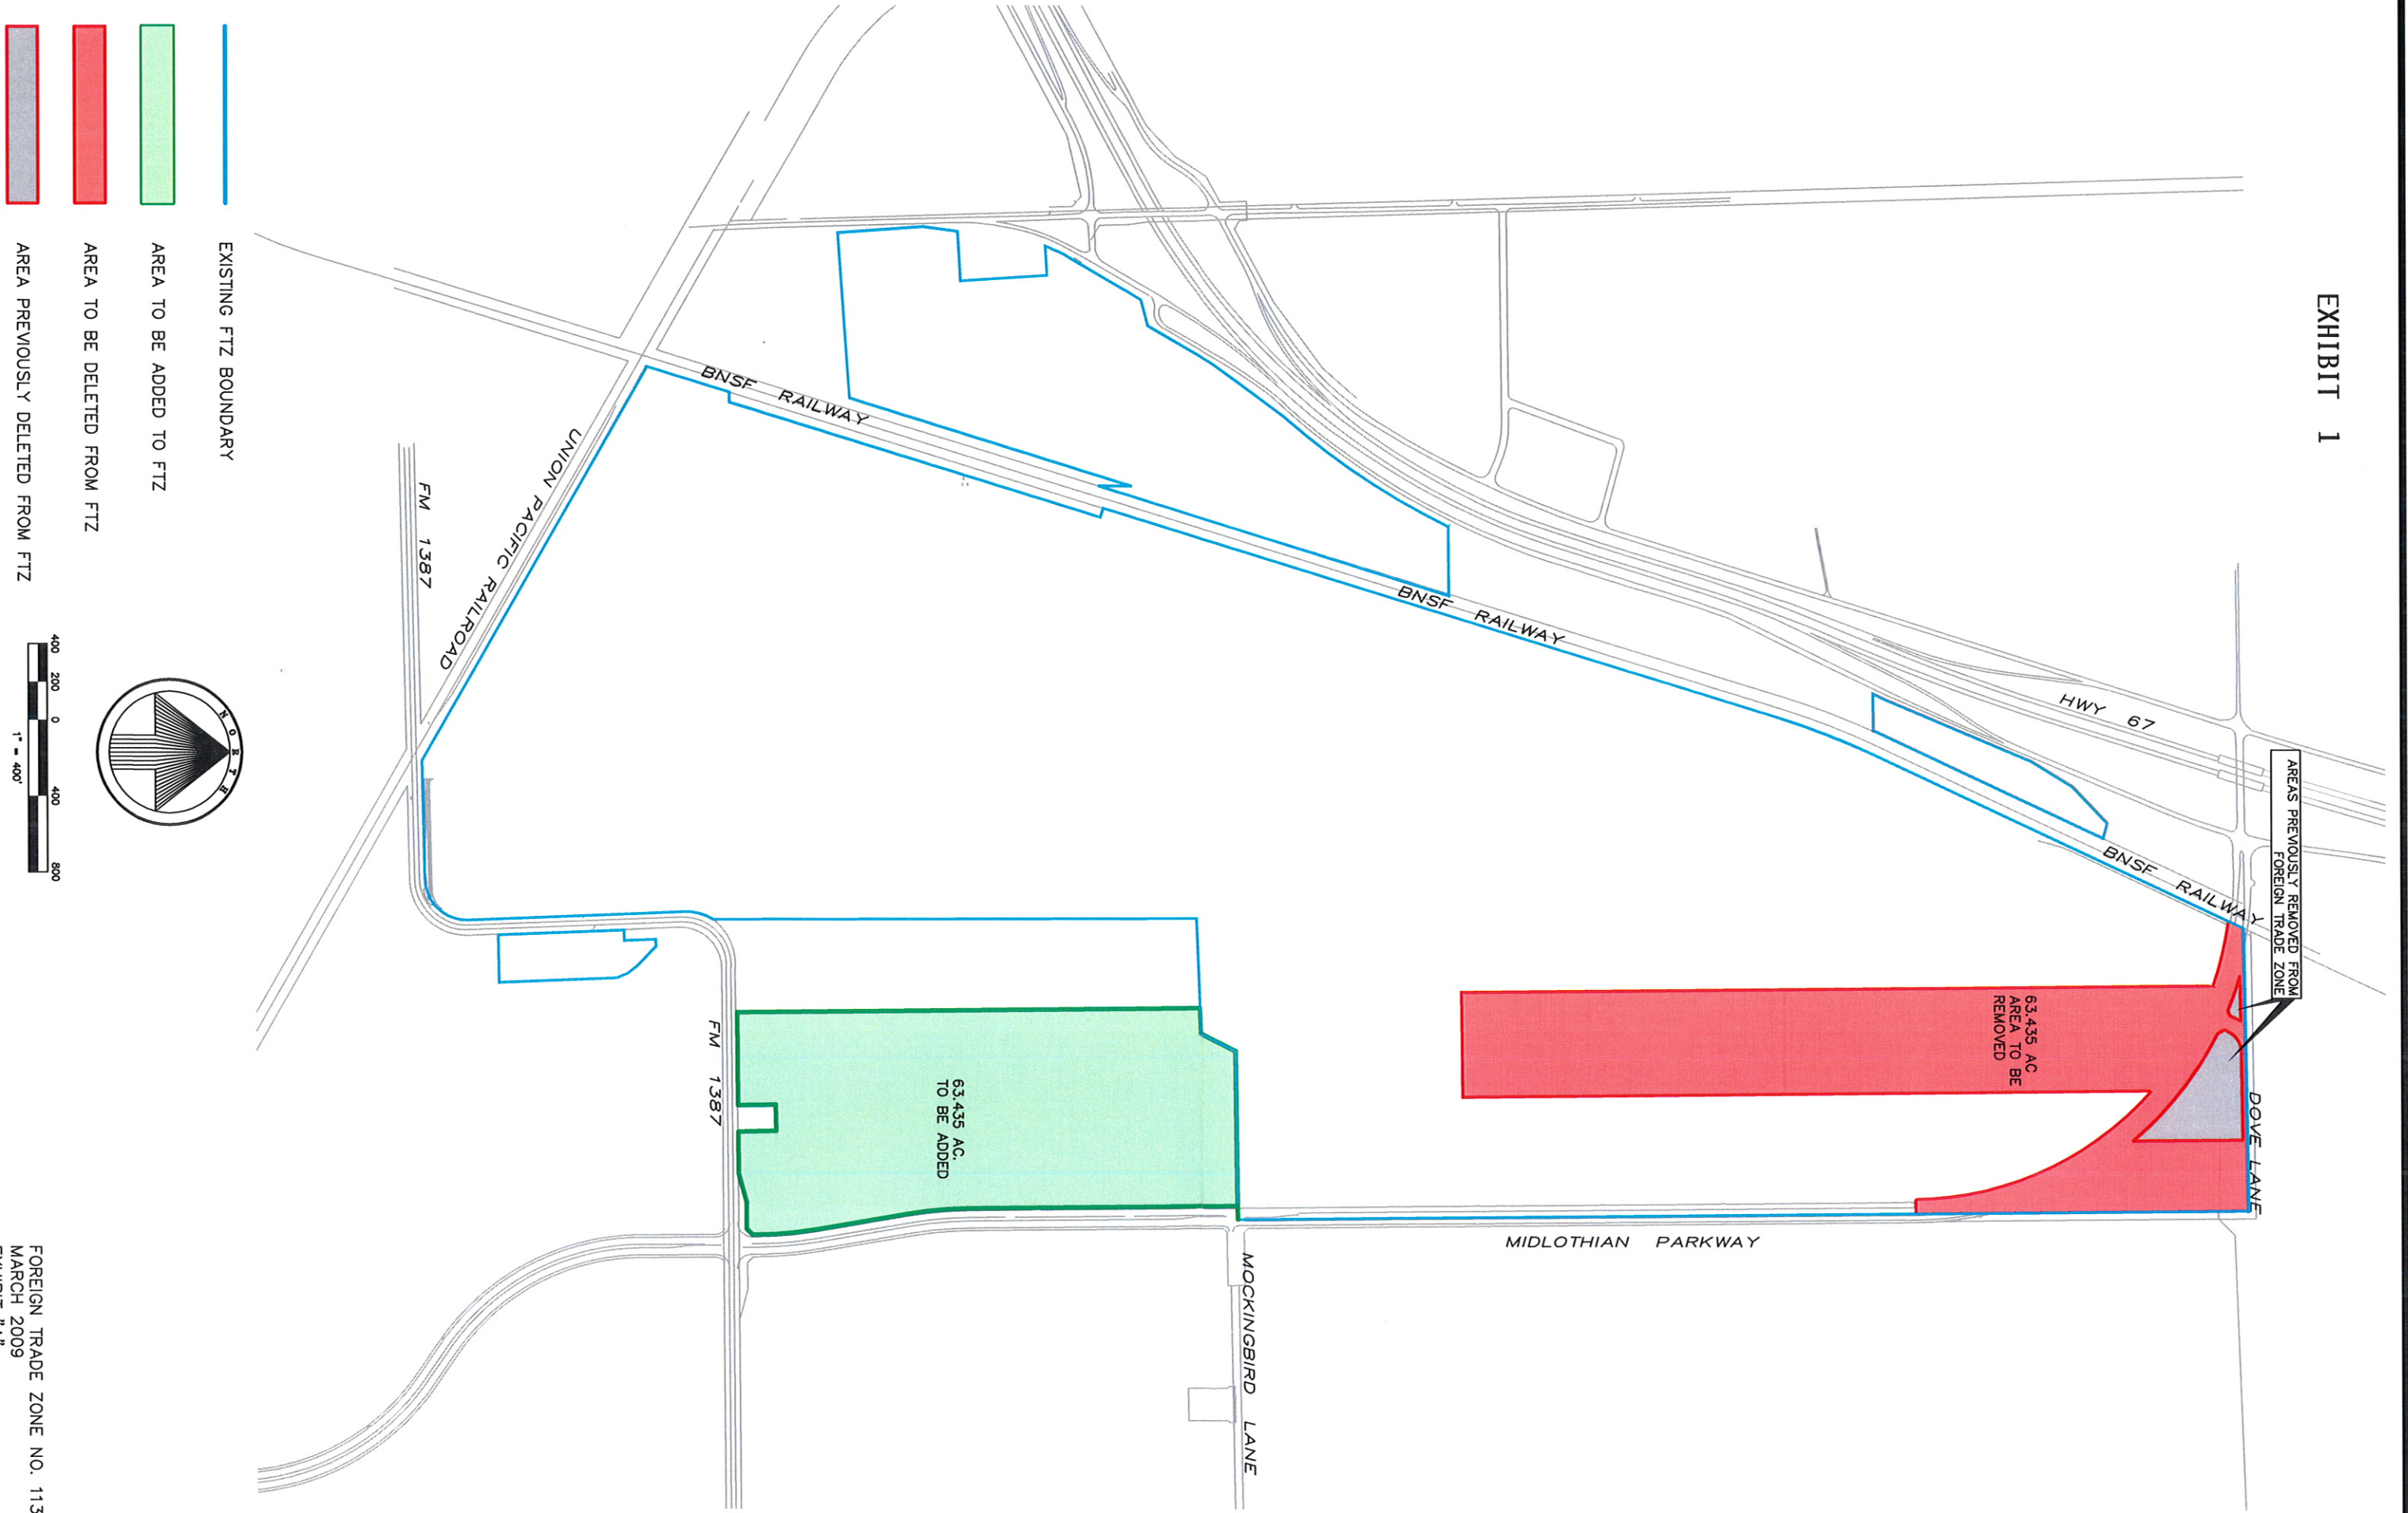 EXHIBIT 1
HWY 67
AREAS PREVIOUSLY REMOVED FROM
FOREIGN TRADE ZONE
BNSF RAILWAY
DOVE LANE
63.435 AC
AREA TO BE
REMOVED
BNSF RAILWAY
MIDLOTHIAN PARKWAY
MOCKINGBIRD LANE
63.435 AC.
TO BE ADDED
BNSF RAILWAY
UNION PACIFIC RAILROAD
FM 1387
FM 1387
EXISTING FTZ BOUNDARY
AREA TO BE ADDED TO FTZ
AREA TO BE DELETED FROM FTZ
AREA PREVIOUSLY DELETED FROM FTZ
NORTH
400 200 0 400 800
1" = 400'
FOREIGN TRADE ZONE NO. 113
MARCH 2009